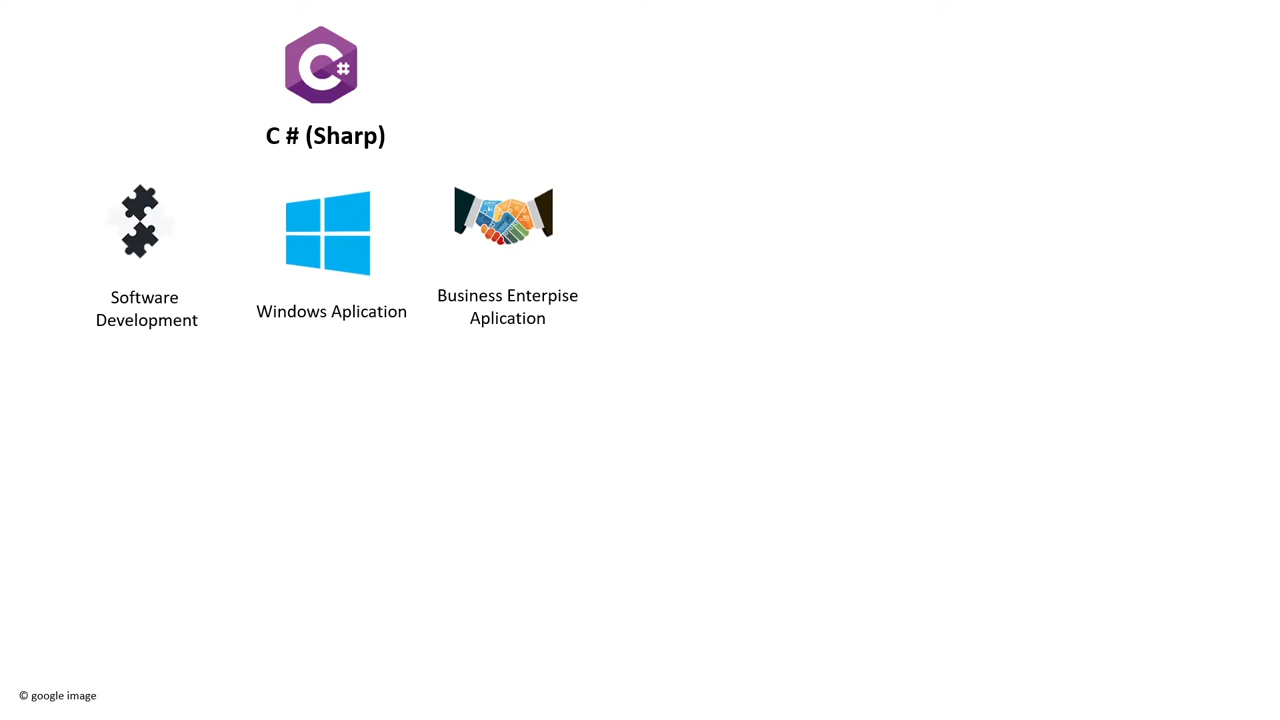 C#
C # (Sharp)
Software
Development
Windows Aplication
Business Enterpise
Aplication
© google image